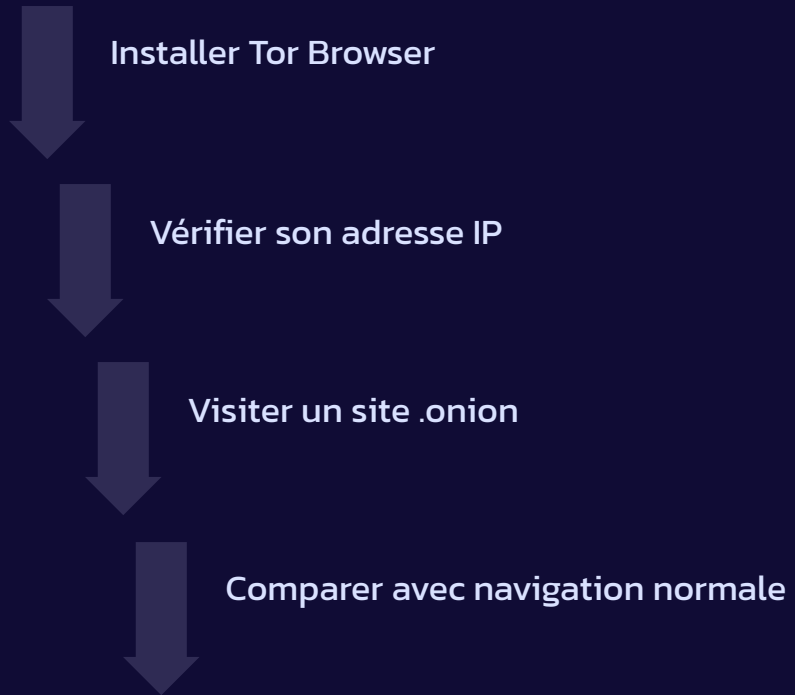 Installer Tor Browser
Vérifier son adresse IP
Visiter un site .onion
Comparer avec navigation normale